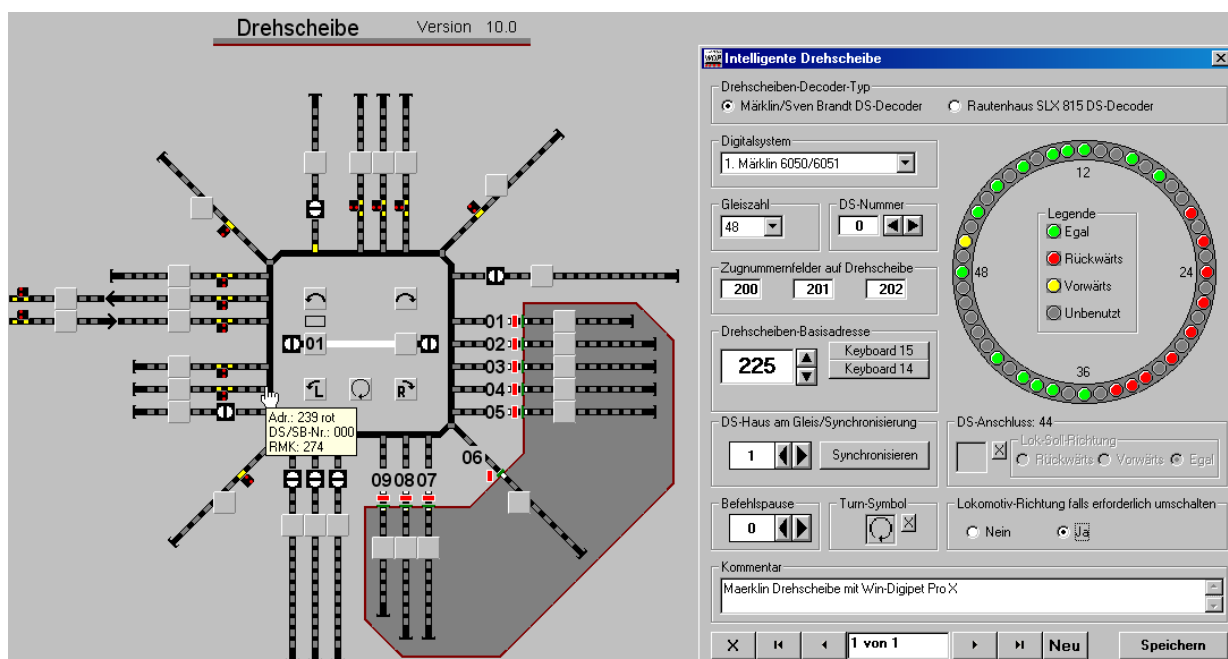 Drehscheibe Version 10.0
01
02
03
04
05
06
09 08 07
01
L
R
Adr.: 239 rot
DS/SB-Nr.: 000
RMK: 274
Intelligente Drehscheibe
Drehscheiben-Decoder-Typ
Märklin/Sven Brandt DS-Decoder Rautenhaus SLX 815 DS-Decoder
Digitalsystem
1. Märklin 6050/6051
Gleiszahl DS-Nummer
48 0
Zugnummernfelder auf Drehscheibe
200 201 202
Drehscheiben-Basisadresse
225
Keyboard 15
Keyboard 14
12
24
36
48
Legende
Egal
Rückwärts
Vorwärts
Unbenutzt
DS-Haus am Gleis/Synchronisierung
1 Synchronisieren
DS-Anschluss: 44
X
Lok-Soll-Richtung
Rückwärts Vorwärts Egal
Befehlspause Turn-Symbol
0 X
Lokomotiv-Richtung falls erforderlich umschalten
Nein Ja
Kommentar
Maerklin Drehscheibe mit Win-Digipet Pro X
X 1 von 1 Neu Speichern